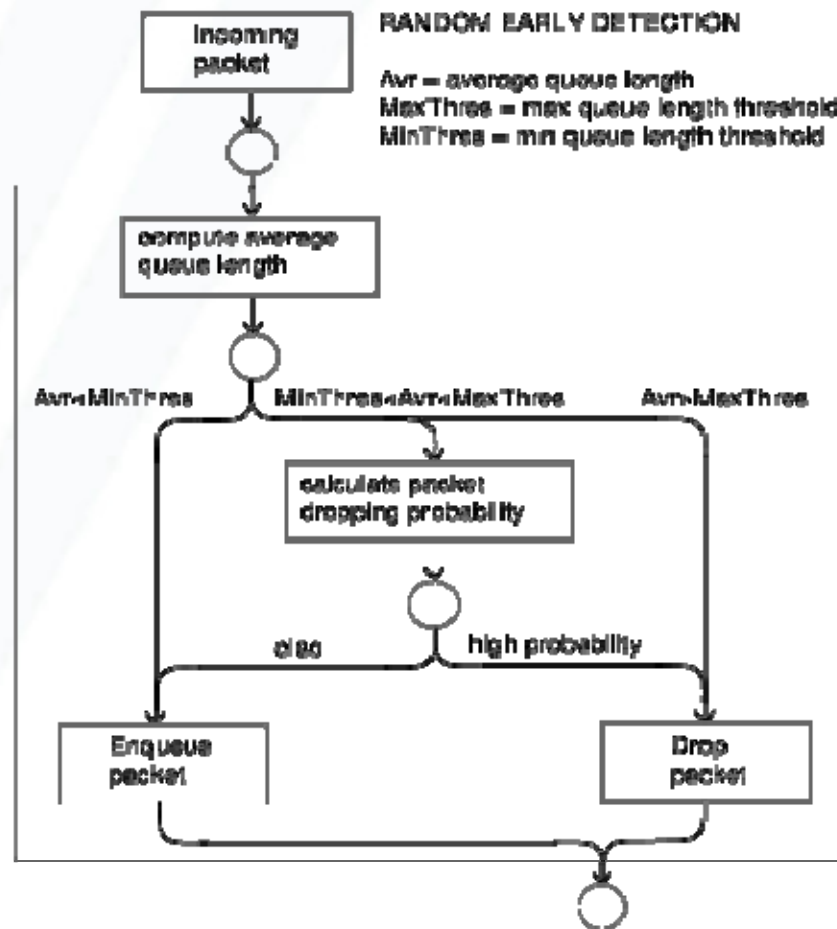 Incoming
packet
RANDOM EARLY DETECTION
Avr = average queue length
MaxThres = max queue length threshold
MinThres = min queue length threshold
compute average
queue length
Avr<MinThres
MinThres<Avr<MaxThres
Avr>MaxThres
calculate packet
dropping probability
else
high probability
Enqueue
packet
Drop
packet